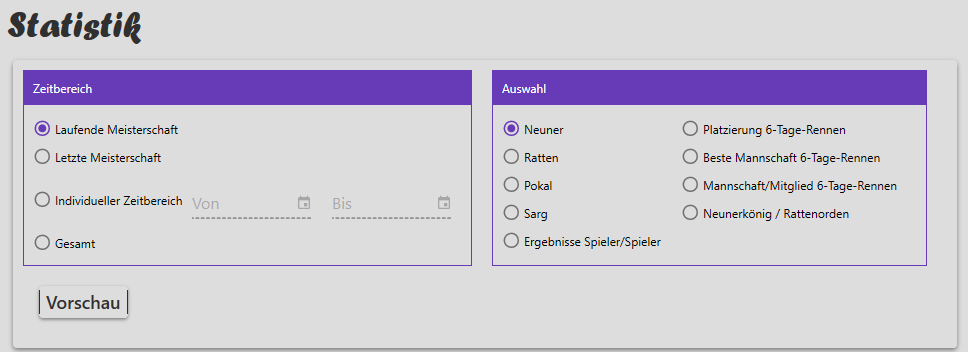 Statistik
Zeitbereich
Laufende Meisterschaft
Letzte Meisterschaft
Individueller Zeitbereich Von Bis
Gesamt
Auswahl
Neuner
Ratten
Pokal
Sarg
Ergebnisse Spieler/Spieler
Platzierung 6-Tage-Rennen
Beste Mannschaft 6-Tage-Rennen
Mannschaft/Mitglied 6-Tage-Rennen
Neunerkönig / Rattenorden
Vorschau